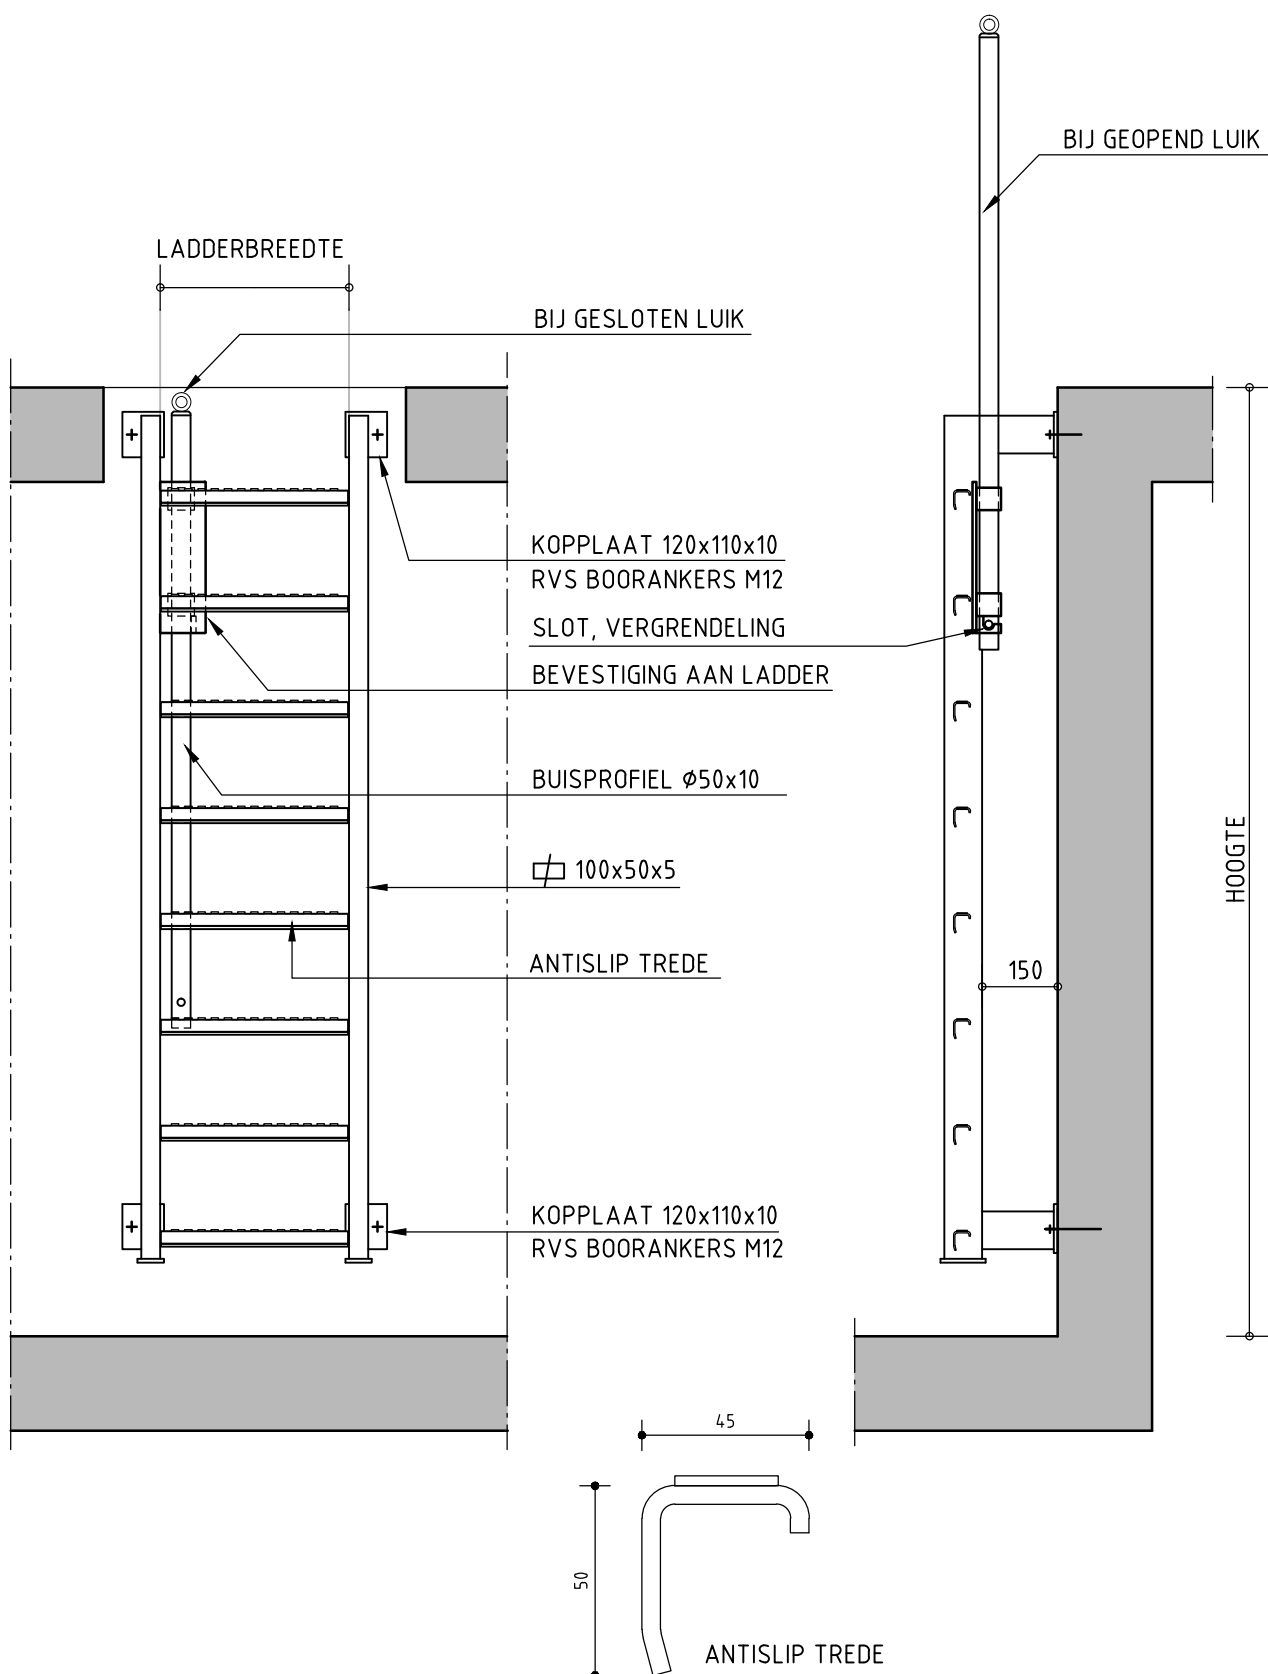 BIJ GEOPEND LUIK
LADDERBREEDTE
BIJ GESLOTEN LUIK
KOPPLAAT 120x110x10
RVS BOORANKERS M12
SLOT, VERGRENDELING
BEVESTIGING AAN LADDER
BUISPROFIEL Ø50x10
100x50x5
HOOGTE
ANTISLIP TREDE
150
KOPPLAAT 120x110x10
RVS BOORANKERS M12
45
50
ANTISLIP TREDE